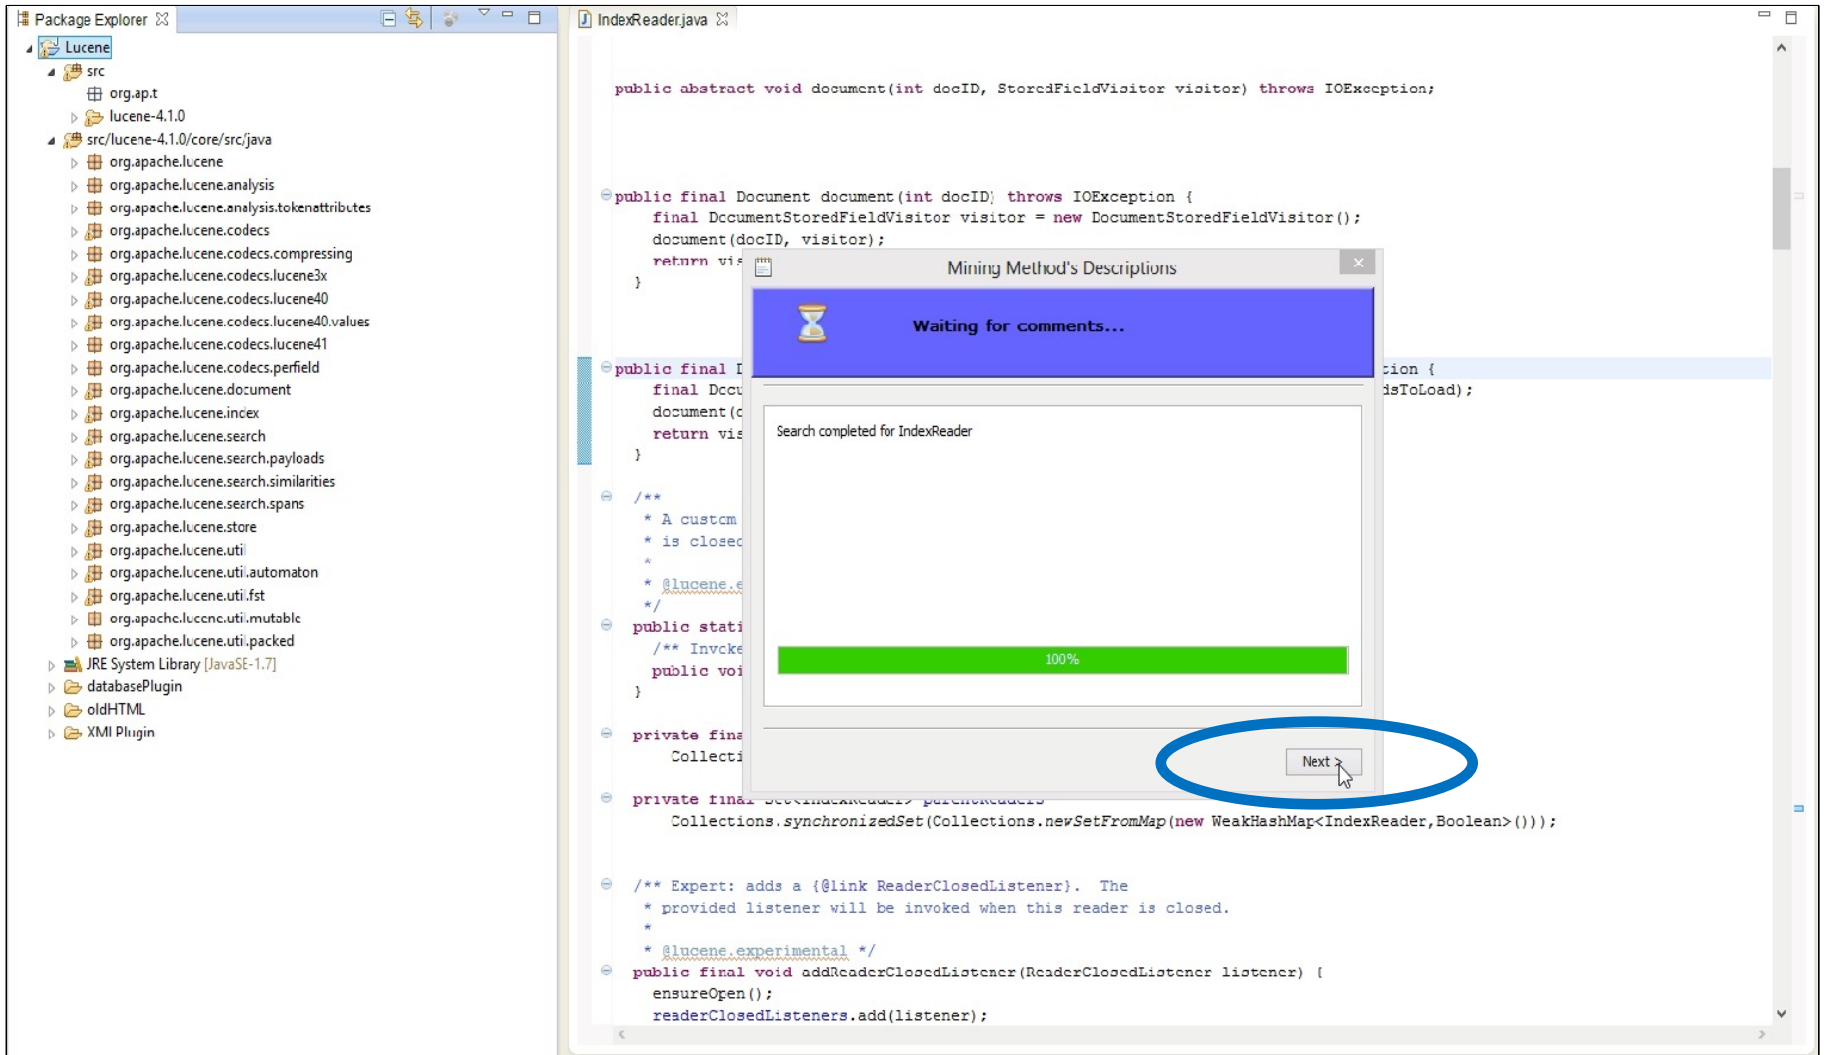 Package Explorer
Lucene
src
org.ap.t
lucene-4.1.0
src/lucene-4.1.0/core/src/java
org.apache.lucene
org.apache.lucene.analysis
org.apache.lucene.analysis.tokenattributes
org.apache.lucene.codecs
org.apache.lucene.codecs.compressing
org.apache.lucene.codecs.lucene3x
org.apache.lucene.codecs.lucene40
org.apache.lucene.codecs.lucene40.values
org.apache.lucene.codecs.lucene41
org.apache.lucene.codecs.perfield
org.apache.lucene.document
org.apache.lucene.index
org.apache.lucene.search
org.apache.lucene.search.payloads
org.apache.lucene.search.similarities
org.apache.lucene.search.spans
org.apache.lucene.store
org.apache.lucene.util
org.apache.lucene.util.automaton
org.apache.lucene.util.fst
org.apache.lucene.util.mutable
org.apache.lucene.util.packed
JRE System Library [JavaSE-1.7]
databasePlugin
oldHTML
XMLPlugin
IndexReader.java
public abstract void document(int docID, StoredFieldVisitor visitor) throws IOException;
public final Document document(int docID) throws IOException {
final DocumentStoredFieldVisitor visitor = new DocumentStoredFieldVisitor();
document(docID, visitor);
return vis
}
public final D
tion {
final Docu
dsToLoad);
document(d
return vis
}
/**
* A custom
* is closed
*
* @lucene.e
*/
public stati
/** Invoke
public voi
}
private fina
Collecti
private final Set<IndexReader> parentReaders
Collections.synchronizedSet(Collections.newSetFromMap(new WeakHashMap<IndexReader,Boolean>()));
/** Expert: adds a {@link ReaderClosedListener}.  The
* provided listener will be invoked when this reader is closed.
*
* @lucene.experimental */
public final void addReaderClosedListener(ReaderClosedListener listener) {
ensureOpen();
readerClosedListeners.add(listener);
Mining Method's Descriptions
Waiting for comments...
Search completed for IndexReader
100%
Next >